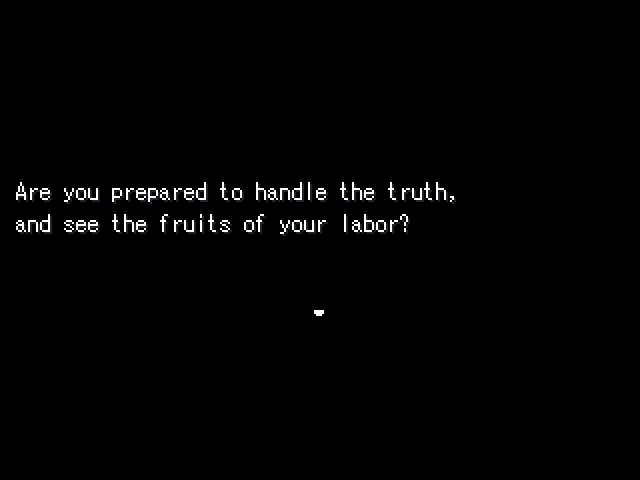 Are you prepared to handle the truth,
and see the fruits of your labor?